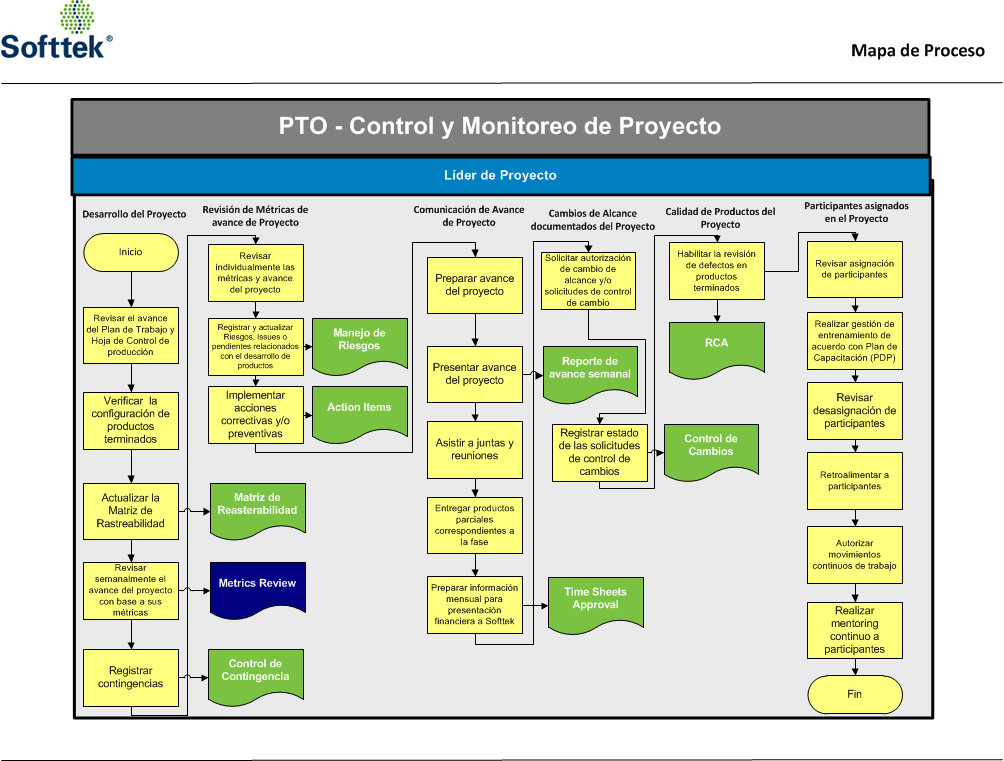 Softtek®
Mapa de Proceso
PTO - Control y Monitoreo de Proyecto
Líder de Proyecto
Desarrollo del Proyecto
Inicio
Revisar el avance
del Plan de Trabajo y
Hoja de Control de
producción
Verificar la
configuración de
productos
terminados
Actualizar la
Matriz de
Rastreabilidad
Matriz de
Reasterabilidad
Revisar
semanalmente el
avance del proyecto
con base a sus
métricas
Metrics Review
Registrar
contingencias
Control de
Contingencia
Revisión de Métricas de
avance de Proyecto
Revisar
individualmente las
métricas y avance
del proyecto
Registrar y actualizar
Riesgos, Issues o
pendientes relacionados
con el desarrollo de
productos
Manejo de
Riesgos
Implementar
acciones
correctivas y/o
preventivas
Action Items
Comunicación de Avance
de Proyecto
Preparar avance
del proyecto
Presentar avance
del proyecto
Reporte de
avance semanal
Asistir a juntas y
reuniones
Entregar productos
parciales
correspondientes a
la fase
Preparar información
mensual para
presentación
financiera a Softtek
Time Sheets
Approval
Cambios de Alcance
documentados del Proyecto
Solicitar autorización
de cambio de
alcance y/o
solicitudes de control
de cambio
Registrar estado
de las solicitudes
de control de
cambios
Control de
Cambios
Calidad de Productos del
Proyecto
Habilitar la revisión
de defectos en
productos
terminados
RCA
Participantes asignados
en el Proyecto
Revisar asignación
de participantes
Realizar gestión de
entrenamiento de
acuerdo con Plan de
Capacitación (PDP)
Revisar
desasignación de
participantes
Retroalimentar a
participantes
Autorizar
movimientos
continuos de trabajo
Realizar
mentoring
continuo a
participantes
Fin